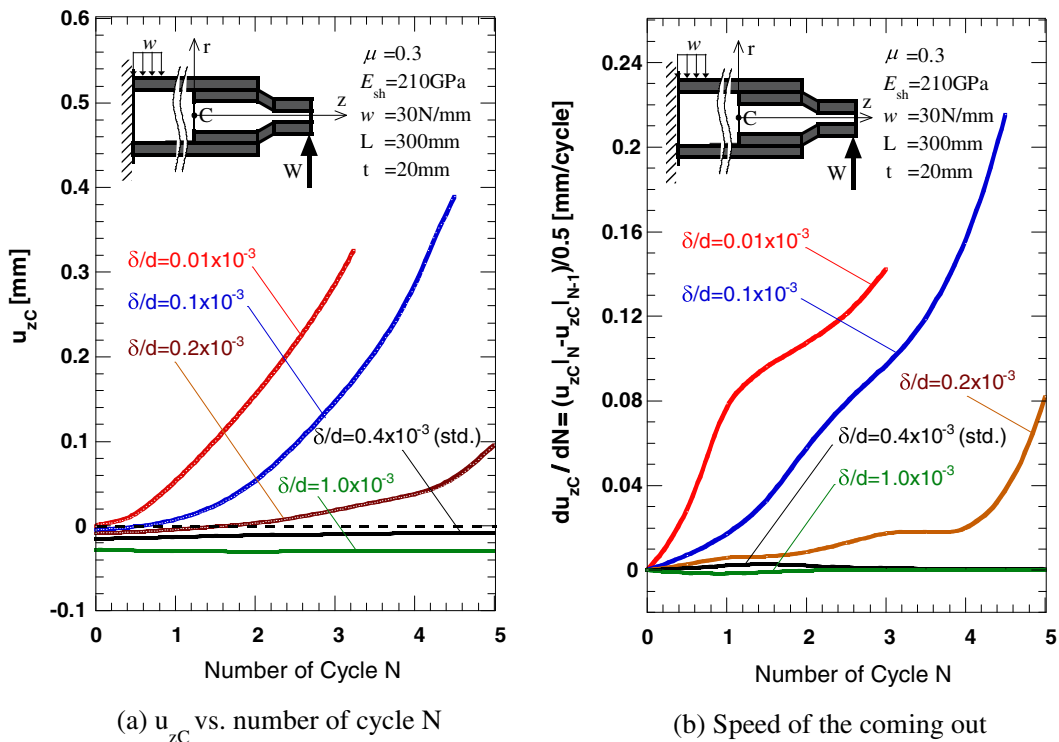 0.6
0.5
0.4
0.3
0.2
0.1
0
-0.1
u_zC [mm]
w
r
C
z
W
μ =0.3
E_sh =210GPa
w =30N/mm
L =300mm
t =20mm
δ/d=0.01x10^-3
δ/d=0.1x10^-3
δ/d=0.2x10^-3
δ/d=0.4x10^-3 (std.)
δ/d=1.0x10^-3
0 1 2 3 4 5
Number of Cycle N
(a) u_zC vs. number of cycle N
0.24
0.2
0.16
0.12
0.08
0.04
0
du_zC / dN= (u_zC|_N-u_zC|_N-1)/0.5 [mm/cycle]
w
r
C
z
W
μ =0.3
E_sh =210GPa
w =30N/mm
L =300mm
t =20mm
δ/d=0.01x10^-3
δ/d=0.1x10^-3
δ/d=0.2x10^-3
δ/d=0.4x10^-3 (std.)
δ/d=1.0x10^-3
0 1 2 3 4 5
Number of Cycle N
(b) Speed of the coming out